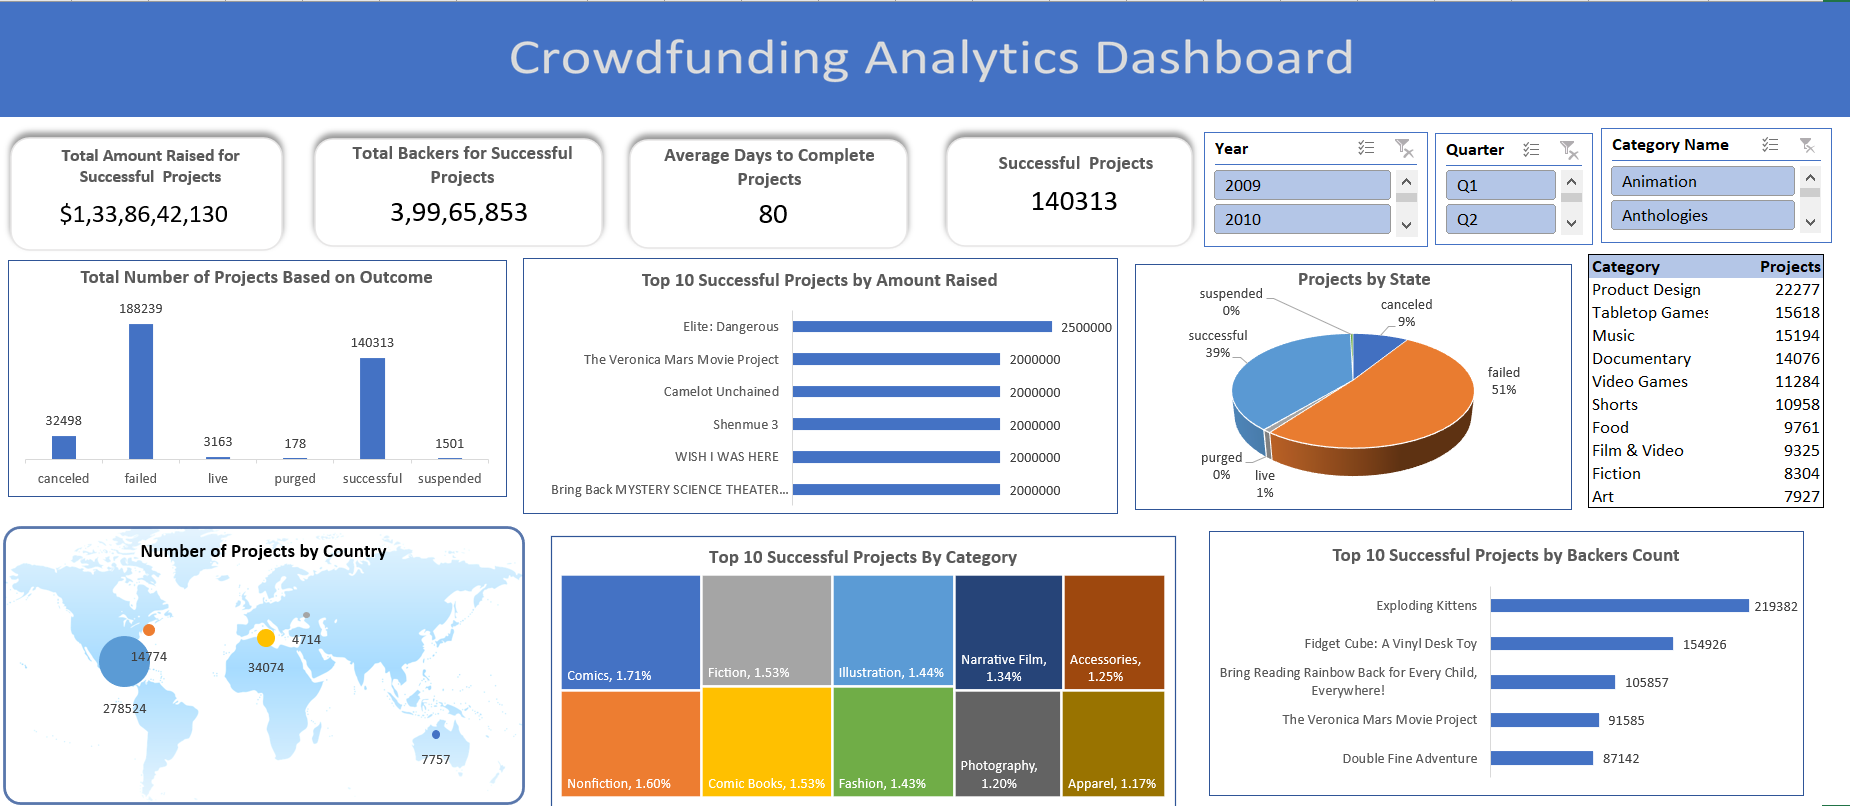 Crowdfunding Analytics Dashboard
Total Amount Raised for
Successful Projects
$1,33,86,42,130
Total Backers for Successful
Projects
3,99,65,853
Average Days to Complete
Projects
80
Successful Projects
140313
Year
2009
2010
Quarter
Q1
Q2
Category Name
Animation
Anthologies
Total Number of Projects Based on Outcome
188239
140313
32498
3163
178
1501
canceled failed live purged successful suspended
Top 10 Successful Projects by Amount Raised
Elite: Dangerous 2500000
The Veronica Mars Movie Project 2000000
Camelot Unchained 2000000
Shenmue 3 2000000
WISH I WAS HERE 2000000
Bring Back MYSTERY SCIENCE THEATER... 2000000
Projects by State
suspended
0%
canceled
9%
successful
39%
failed
51%
purged
0%
live
1%
Category Projects
Product Design 22277
Tabletop Games 15618
Music 15194
Documentary 14076
Video Games 11284
Shorts 10958
Food 9761
Film & Video 9325
Fiction 8304
Art 7927
Number of Projects by Country
4714
14774
34074
278524
7757
Top 10 Successful Projects By Category
Comics, 1.71%
Fiction, 1.53%
Illustration, 1.44%
Narrative Film,
1.34%
Accessories,
1.25%
Nonfiction, 1.60%
Comic Books, 1.53%
Fashion, 1.43%
Photography,
1.20%
Apparel, 1.17%
Top 10 Successful Projects by Backers Count
Exploding Kittens 219382
Fidget Cube: A Vinyl Desk Toy 154926
Bring Reading Rainbow Back for Every Child,
Everywhere! 105857
The Veronica Mars Movie Project 91585
Double Fine Adventure 87142